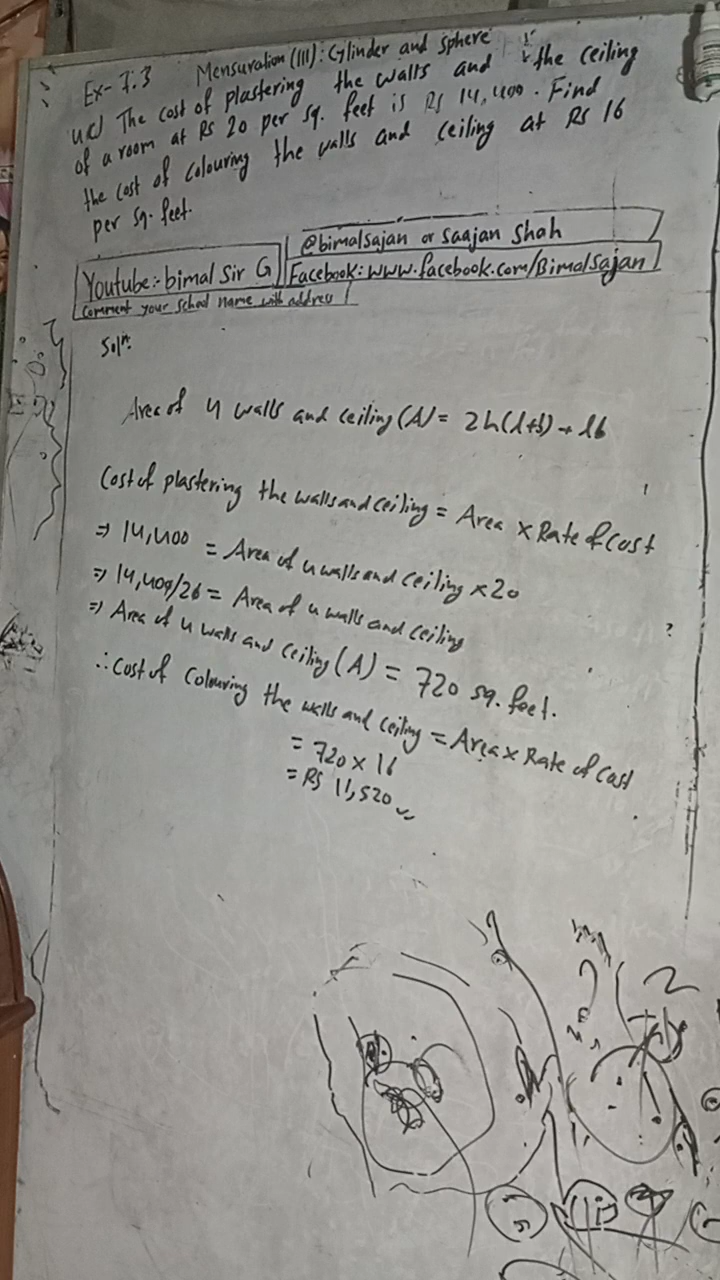 Ex- 7.3 Mensuration (III): Cylinder and Sphere
4c) The cost of plastering the walls and the ceiling
of a room at Rs 20 per sq. feet is Rs 14,400. Find
the cost of colouring the walls and ceiling at Rs 16
per sq. feet.
@bimalsajan or Saajan Shah
Youtube:- bimal Sir G
Facebook: www.facebook.com/Bimalsajan
Comment your school name with address
Solⁿ:
Area of 4 walls and ceiling (A) = 2h(l+b) + lb
Cost of plastering the walls and ceiling = Area × Rate of cost
⇒ 14,400 = Area of 4 walls and ceiling × 20
⇒ 14,400/20 = Area of 4 walls and ceiling
⇒ Area of 4 walls and ceiling (A) = 720 sq. feet.
∴ Cost of Colouring the walls and ceiling = Area × Rate of Cost
= 720 × 16
= Rs 11,520